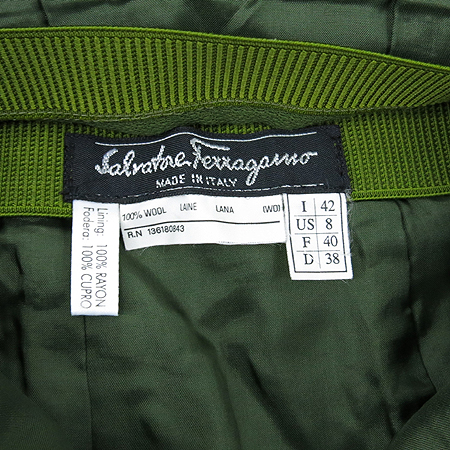 Salvatore Ferragamo
MADE IN ITALY
100% WOOL LAINE LANA (WO)
R.N 136180843
I 42
US 8
F 40
D 38
Lining: 100% RAYON
Fodera: 100% CUPRO